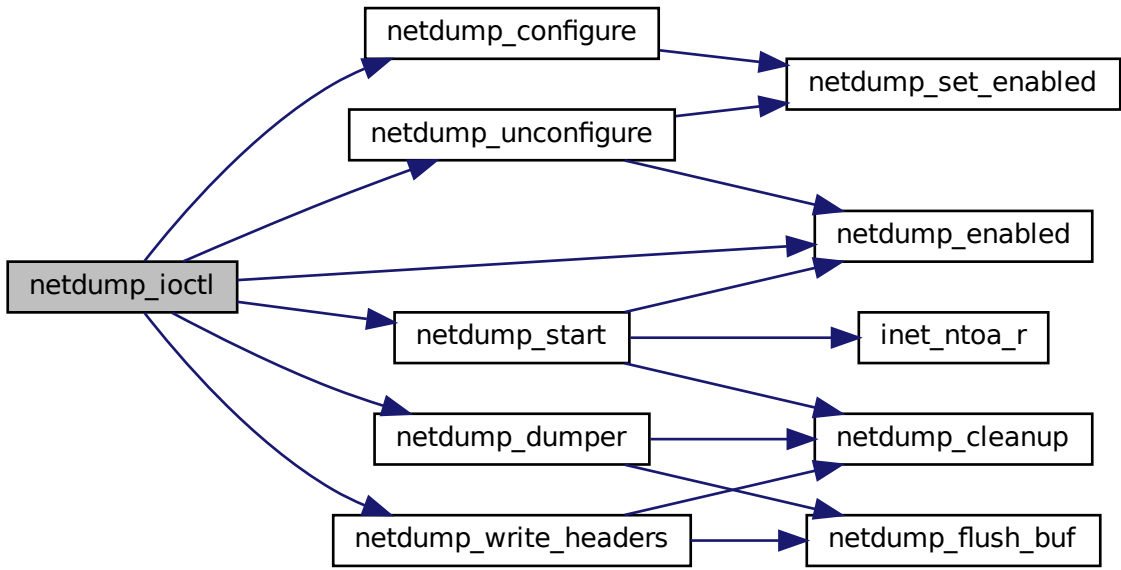 netdump_configure
netdump_set_enabled
netdump_unconfigure
netdump_enabled
netdump_ioctl
netdump_start
inet_ntoa_r
netdump_dumper
netdump_cleanup
netdump_write_headers
netdump_flush_buf